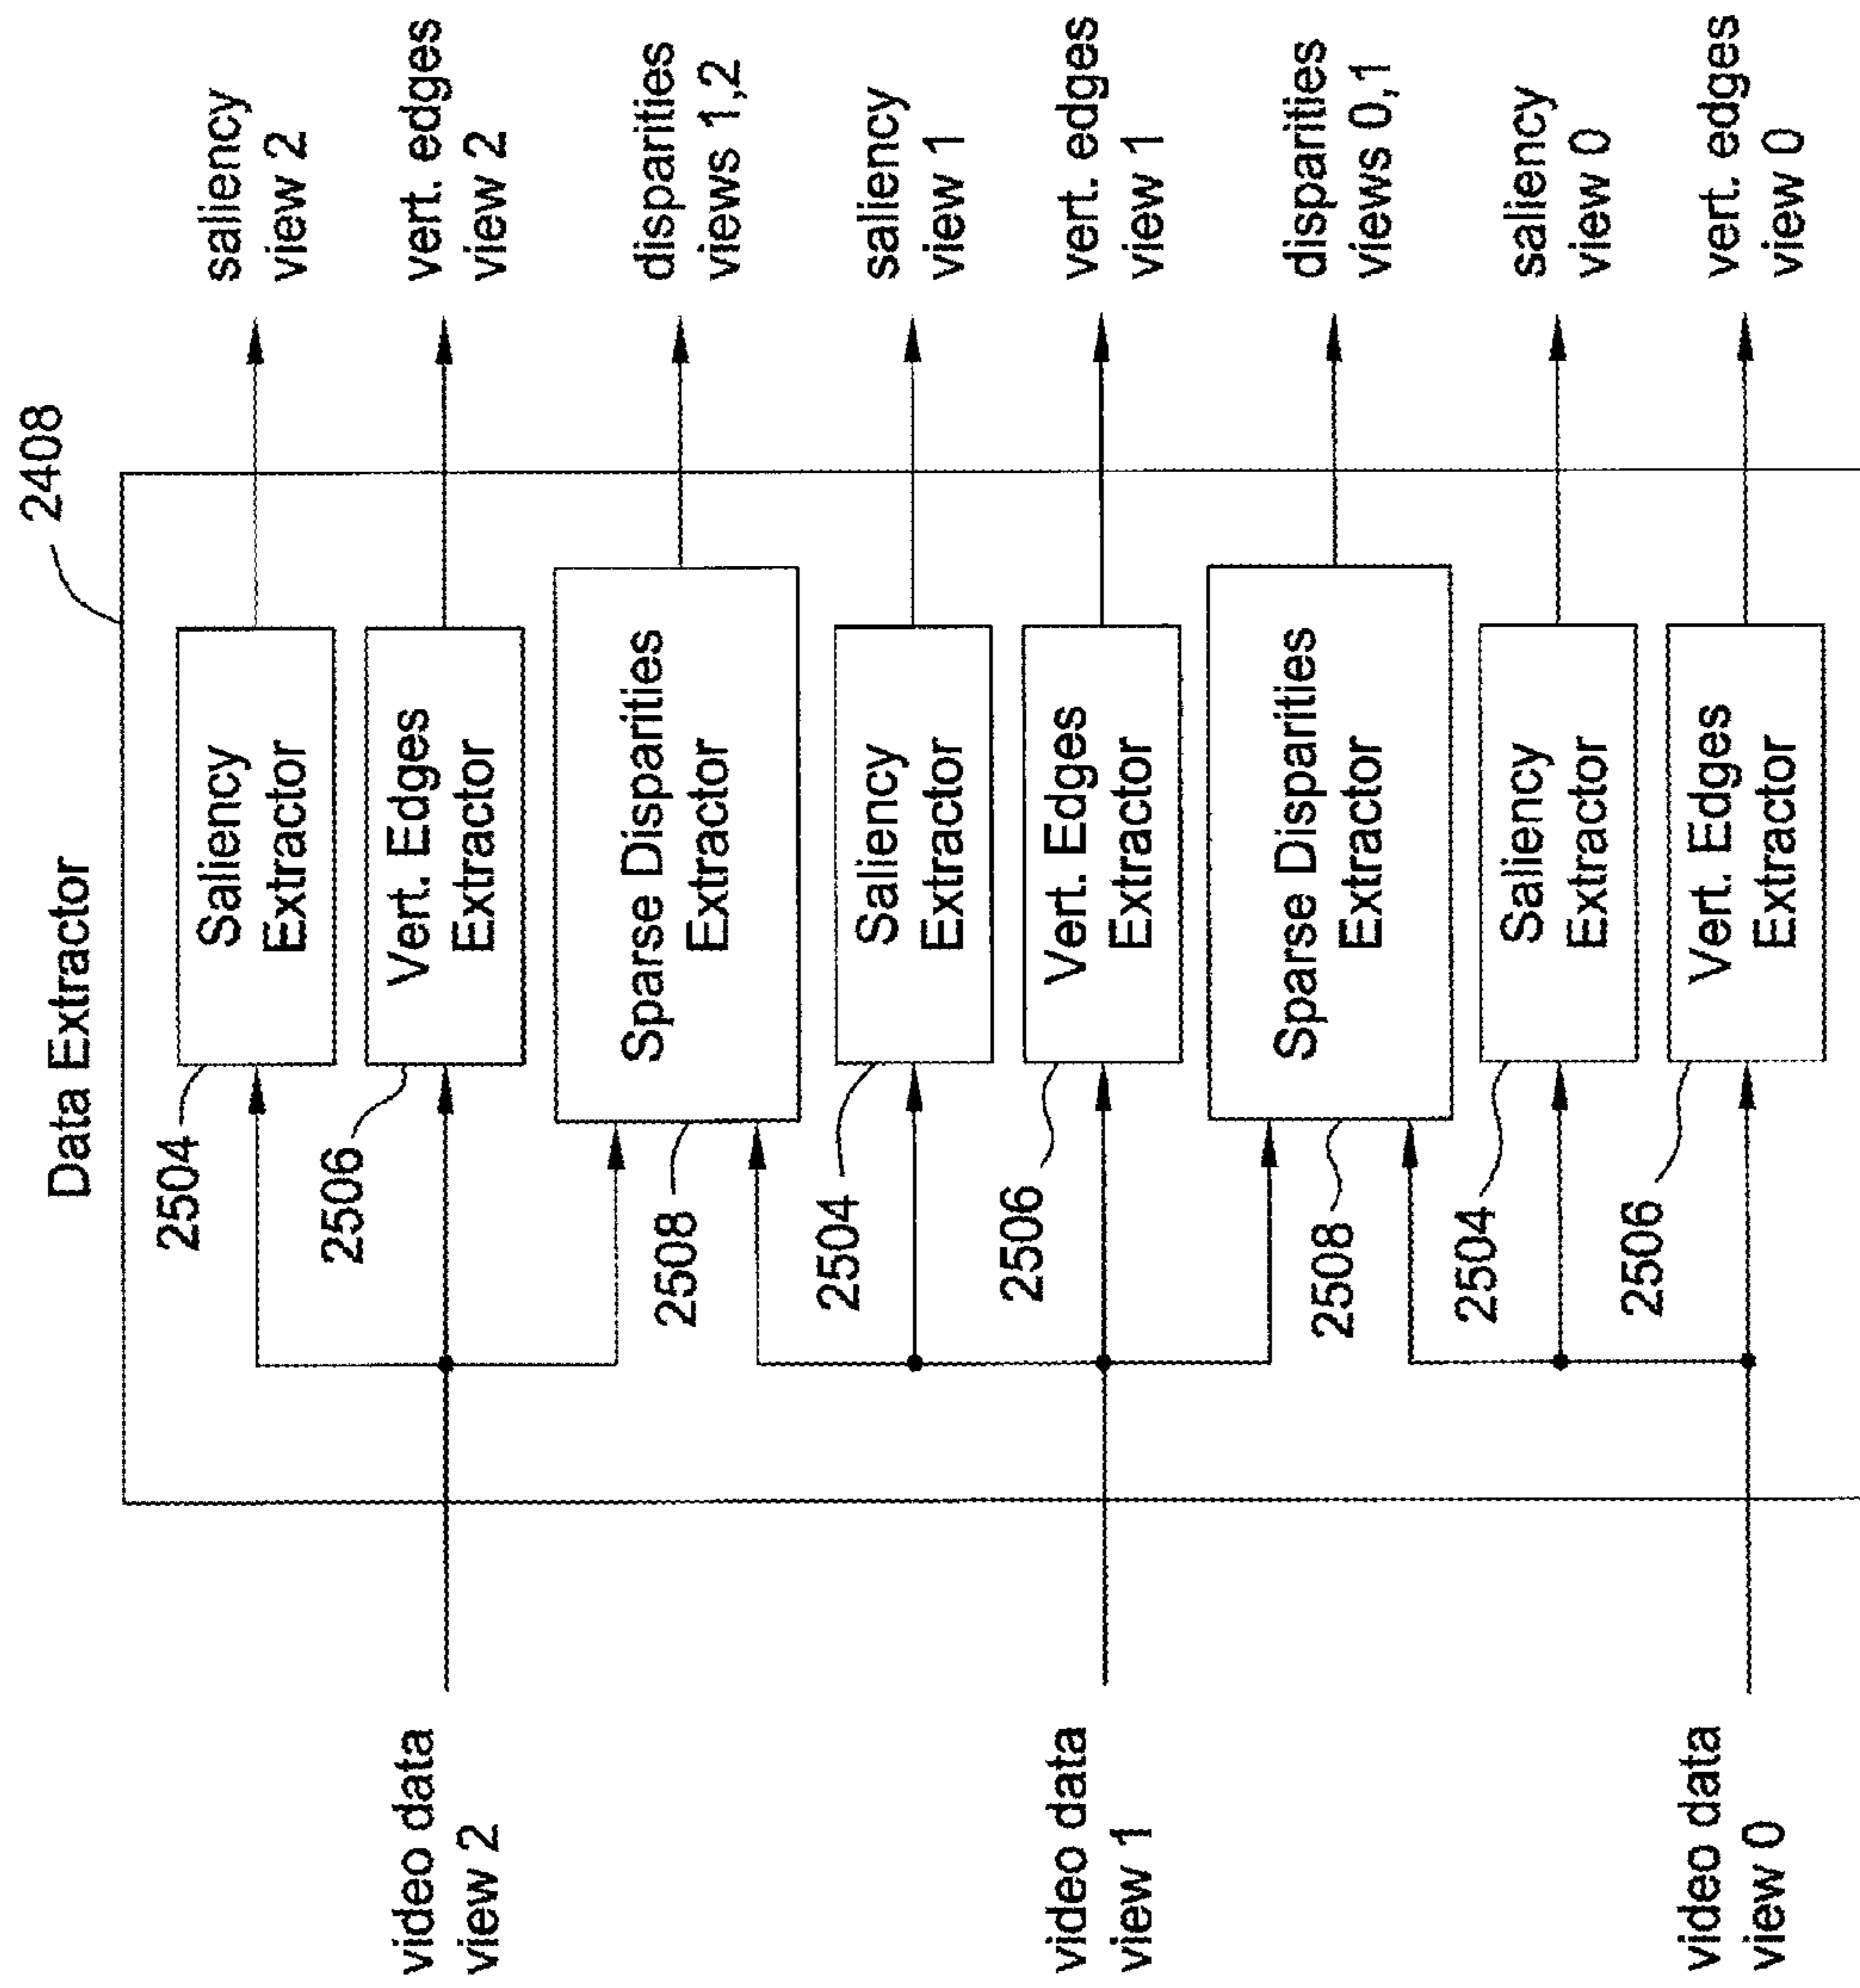 Data Extractor
2408
video data
view 2
2504
Saliency
Extractor
saliency
view 2
2506
Vert. Edges
Extractor
vert. edges
view 2
2508
Sparse Disparities
Extractor
disparities
views 1,2
video data
view 1
2504
Saliency
Extractor
saliency
view 1
2506
Vert. Edges
Extractor
vert. edges
view 1
2508
Sparse Disparities
Extractor
disparities
views 0,1
video data
view 0
2504
Saliency
Extractor
saliency
view 0
2506
Vert. Edges
Extractor
vert. edges
view 0